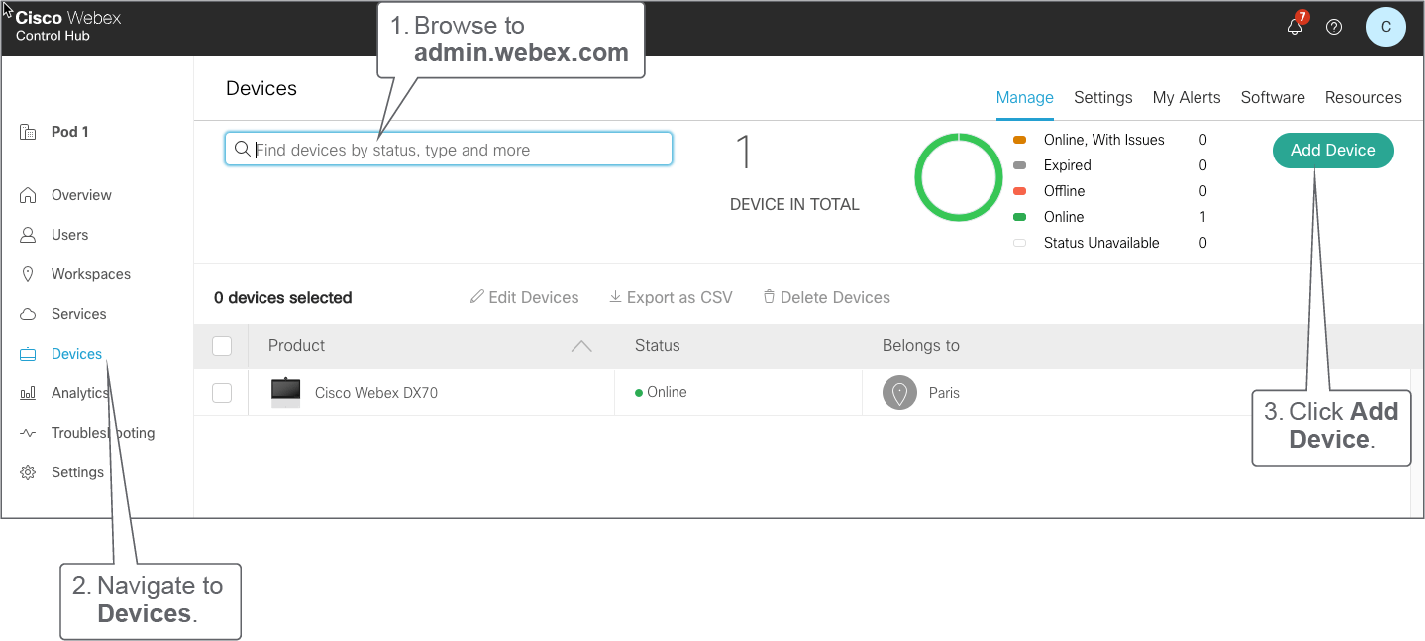 Cisco Webex
Control Hub
1. Browse to
admin.webex.com
7
C
Devices
Manage Settings My Alerts Software Resources
Pod 1
Overview
Users
Workspaces
Services
Devices
Analytics
Troubleshooting
Settings
Find devices by status, type and more
1
DEVICE IN TOTAL
Online, With Issues 0
Expired 0
Offline 0
Online 1
Status Unavailable 0
Add Device
0 devices selected Edit Devices Export as CSV Delete Devices
Product Status Belongs to
Cisco Webex DX70 Online Paris
3. Click Add
Device.
2. Navigate to
Devices.